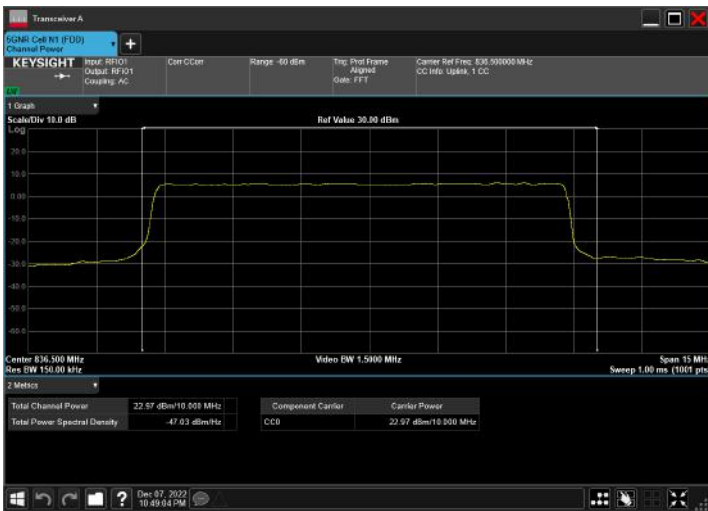 Transceiver A
5GNR Cell N1 (FDD)
Channel Power
+
KEYSIGHT Input: RFIO1 Corr CCorr Range: -60 dBm Trig: Prot Frame Carrier Ref Freq: 836.500000 MHz
Output: RFIO1 Aligned CC Info: Uplink, 1 CC
Coupling: AC Gate: FFT
1 Graph
Scale/Div 10.0 dB Ref Value 30.00 dBm
Log
20.0
10.0
0.00
-10.0
-20.0
-30.0
-40.0
-50.0
-60.0
Center 836.500 MHz Video BW 1.5000 MHz Span 15 MHz
Res BW 150.00 kHz Sweep 1.00 ms (1001 pts
2 Metrics
Total Channel Power 22.97 dBm/10.000 MHz Component Carrier Carrier Power
Total Power Spectral Density -47.03 dBm/Hz CC0 22.97 dBm/10.000 MHz
? Dec 07, 2022
10:49:04 PM